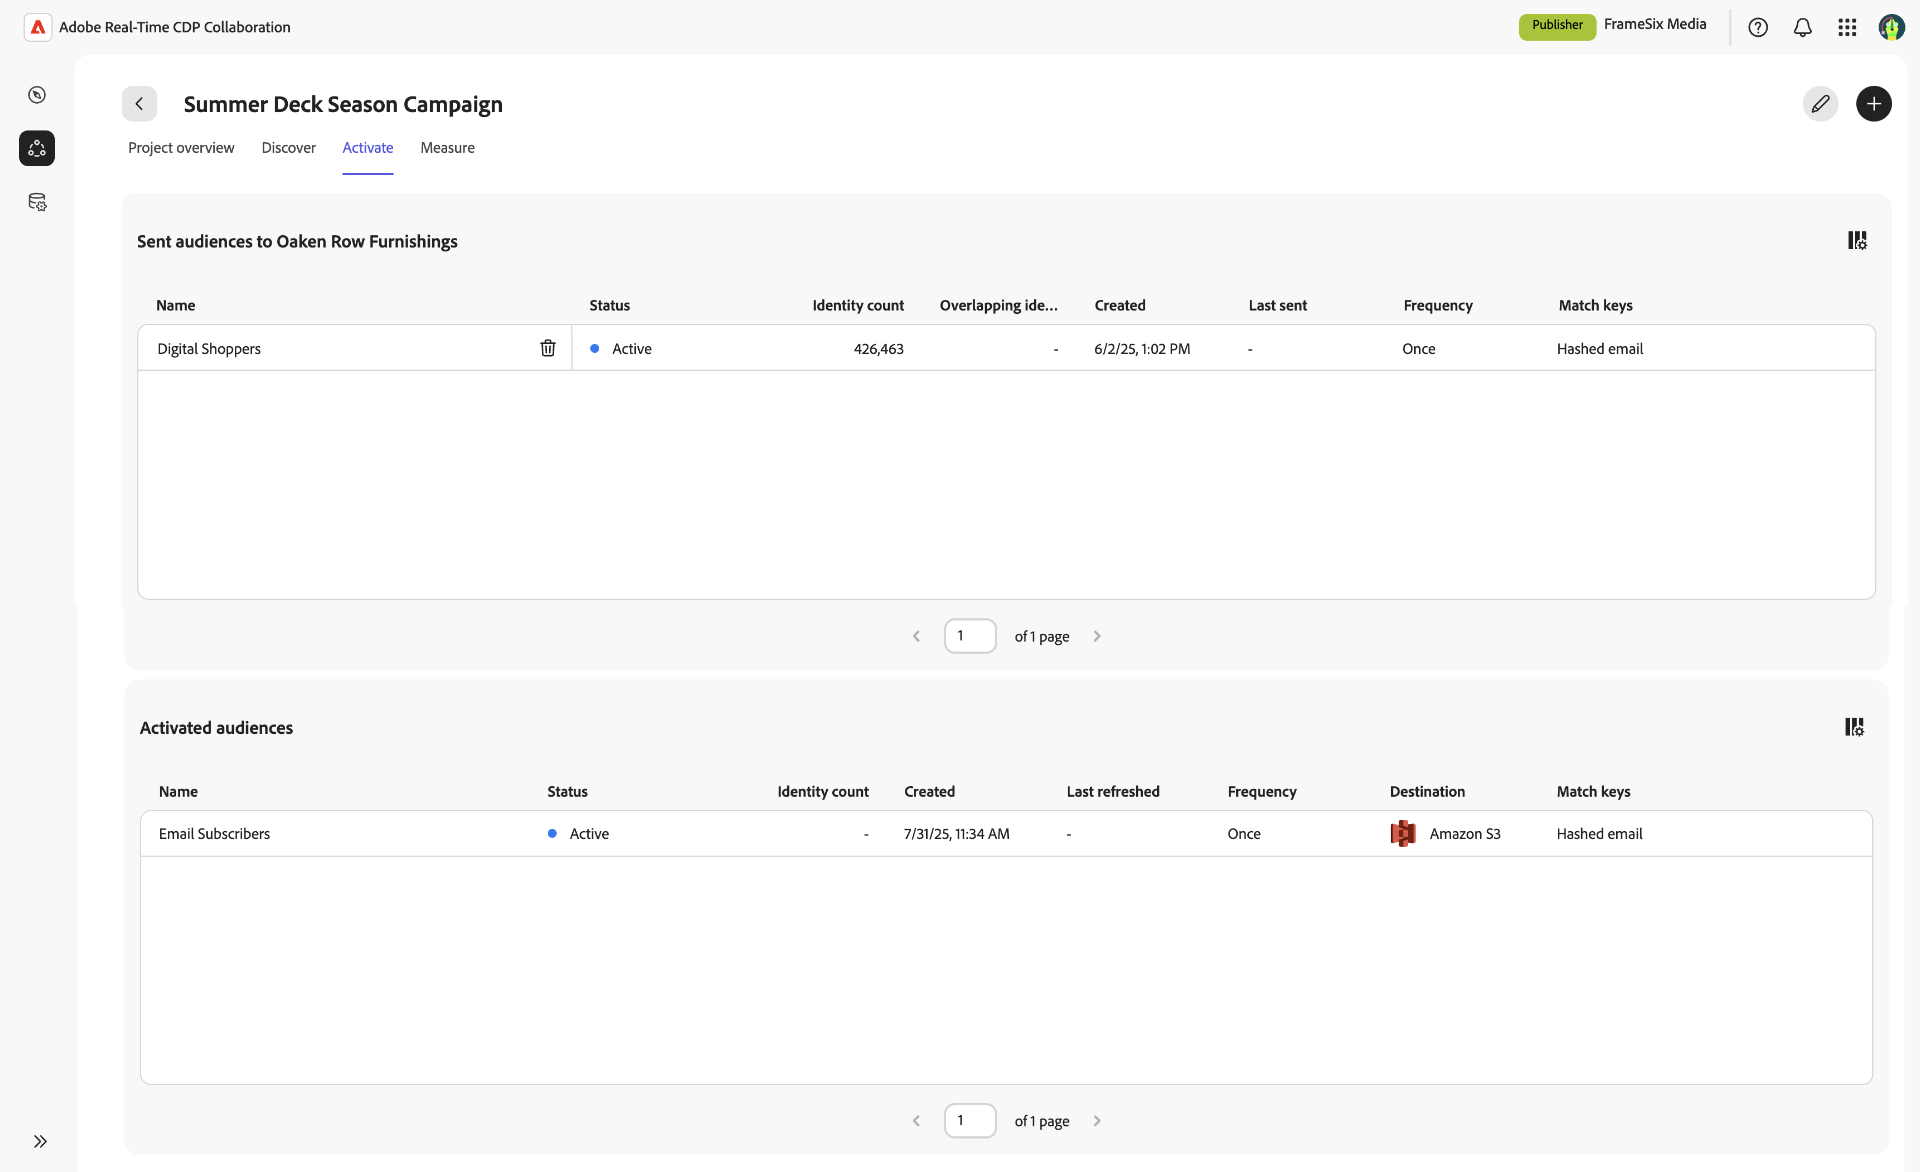 Adobe Real-Time CDP Collaboration
Publisher
FrameSix Media
Summer Deck Season Campaign
Project overview Discover Activate Measure
Sent audiences to Oaken Row Furnishings
Name Status Identity count Overlapping ide... Created Last sent Frequency Match keys
Digital Shoppers Active 426,463 - 6/2/25, 1:02 PM - Once Hashed email
1 of 1 page
Activated audiences
Name Status Identity count Created Last refreshed Frequency Destination Match keys
Email Subscribers Active - 7/31/25, 11:34 AM - Once Amazon S3 Hashed email
1 of 1 page